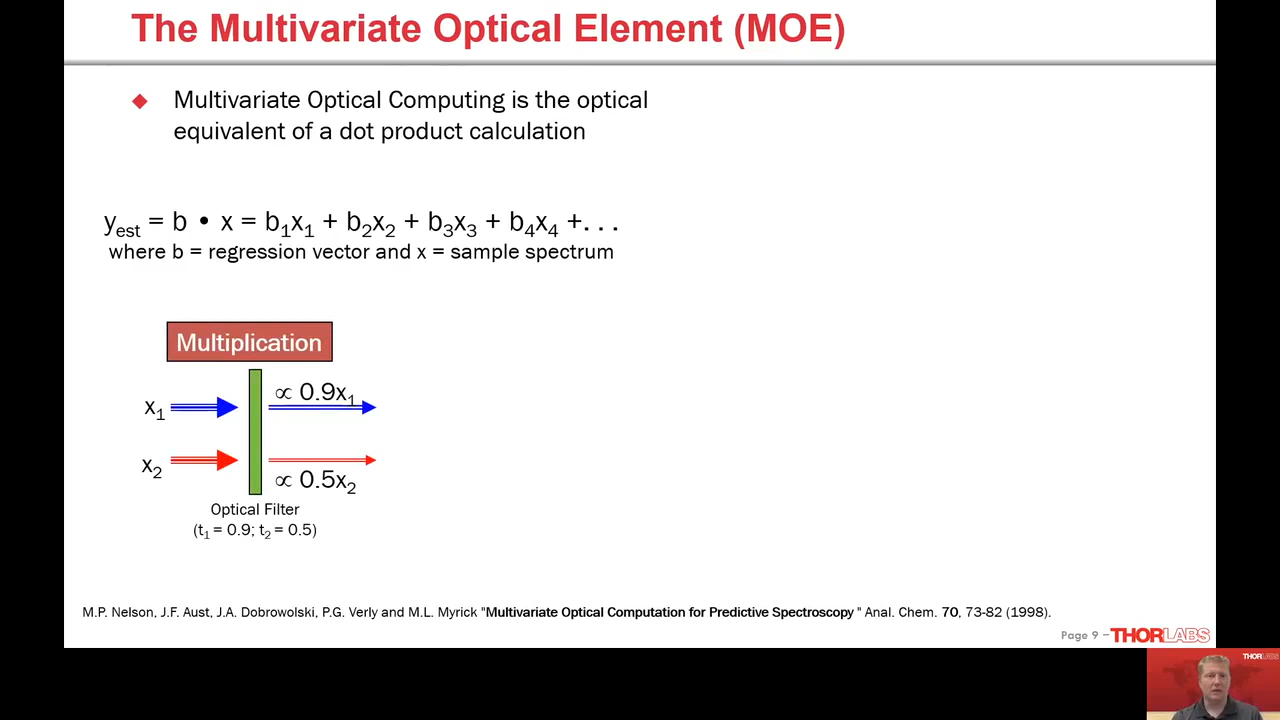 The Multivariate Optical Element (MOE)
◆ Multivariate Optical Computing is the optical
equivalent of a dot product calculation
y_est = b • x = b₁x₁ + b₂x₂ + b₃x₃ + b₄x₄ +. . .
where b = regression vector and x = sample spectrum
Multiplication
x₁
∝ 0.9x₁
x₂
∝ 0.5x₂
Optical Filter
(t₁ = 0.9; t₂ = 0.5)
M.P. Nelson, J.F. Aust, J.A. Dobrowolski, P.G. Verly and M.L. Myrick "Multivariate Optical Computation for Predictive Spectroscopy " Anal. Chem. 70, 73-82 (1998).
Page 9 – THORLABS
THORLABS